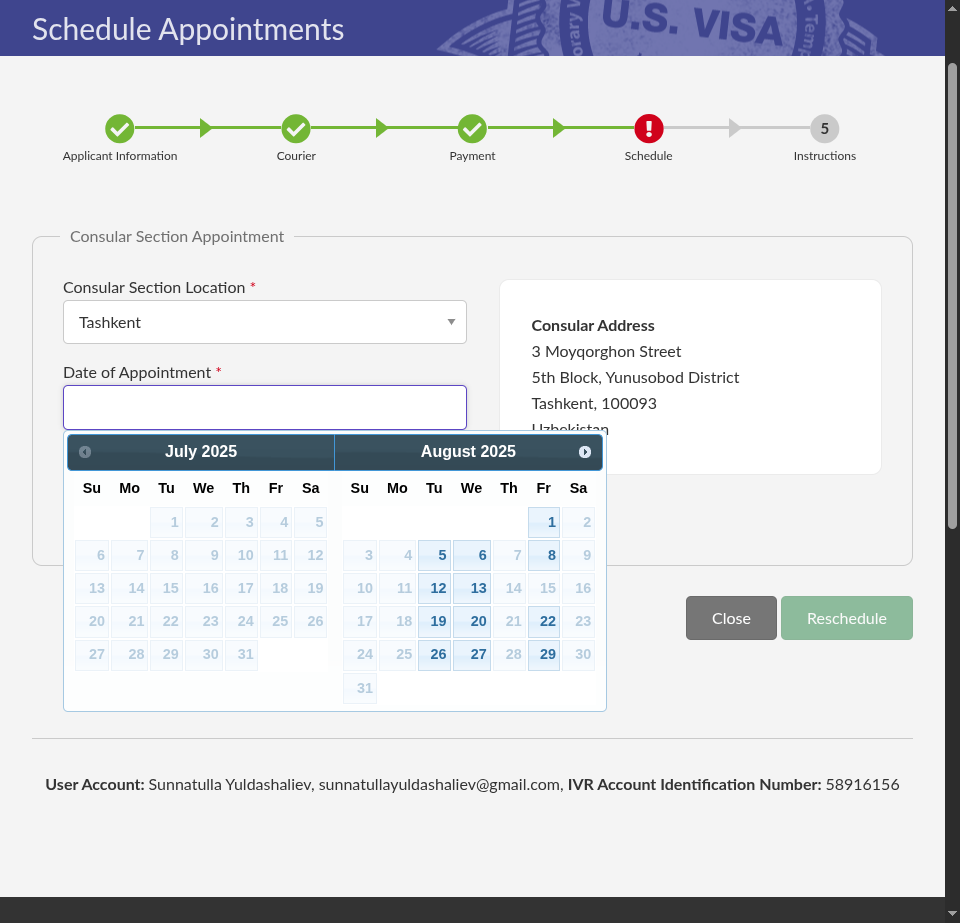 Schedule Appointments
U.S. VISA
Applicant Information
Courier
Payment
Schedule
5
Instructions
Consular Section Appointment
Consular Section Location *
Tashkent
Date of Appointment *
Consular Address
3 Moyqorghon Street
5th Block, Yunusobod District
Tashkent, 100093
Uzbekistan
July 2025
Su Mo Tu We Th Fr Sa
1 2 3 4 5
6 7 8 9 10 11 12
13 14 15 16 17 18 19
20 21 22 23 24 25 26
27 28 29 30 31
August 2025
Su Mo Tu We Th Fr Sa
1 2
3 4 5 6 7 8 9
10 11 12 13 14 15 16
17 18 19 20 21 22 23
24 25 26 27 28 29 30
31
Close
Reschedule
User Account: Sunnatulla Yuldashaliev, sunnatullayuldashaliev@gmail.com, IVR Account Identification Number: 58916156